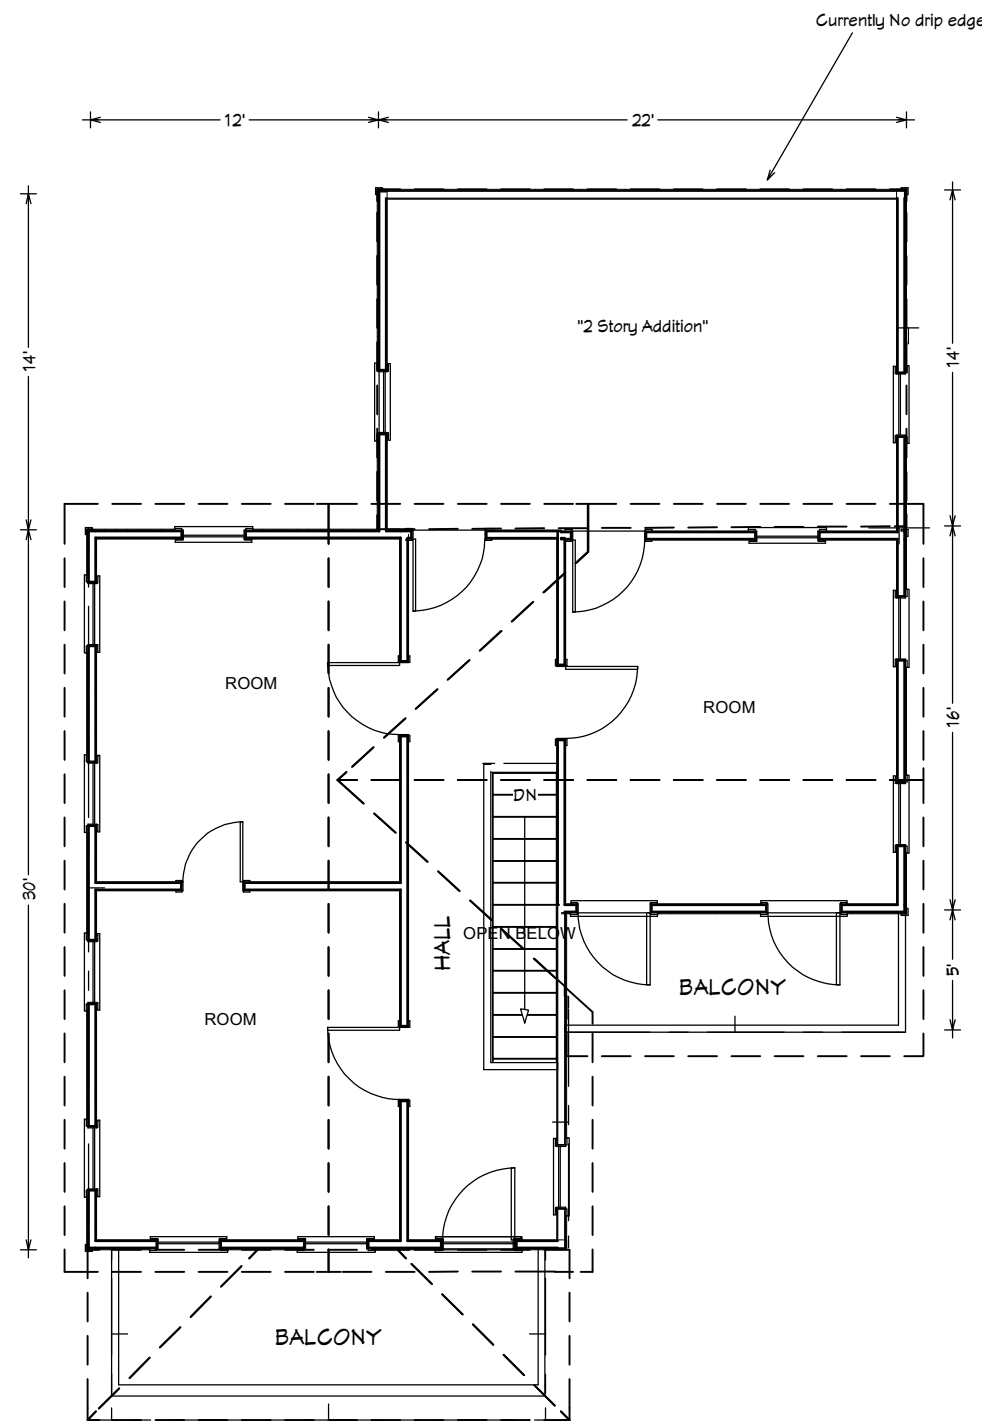 Currently No drip edge
12'
22'
14'
"2 Story Addition"
14'
ROOM
ROOM
16'
DN
30'
HALL
OPEN BELOW
5'
BALCONY
ROOM
BALCONY